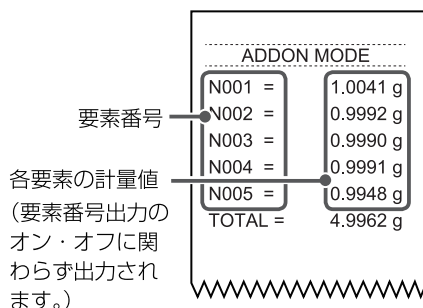 ADDON MODE
N001 = 1.0041 g
N002 = 0.9992 g
N003 = 0.9990 g
N004 = 0.9991 g
N005 = 0.9948 g
TOTAL = 4.9962 g
要素番号
各要素の計量値
(要素番号出力の
オン・オフに関
わらず出力され
ます。)